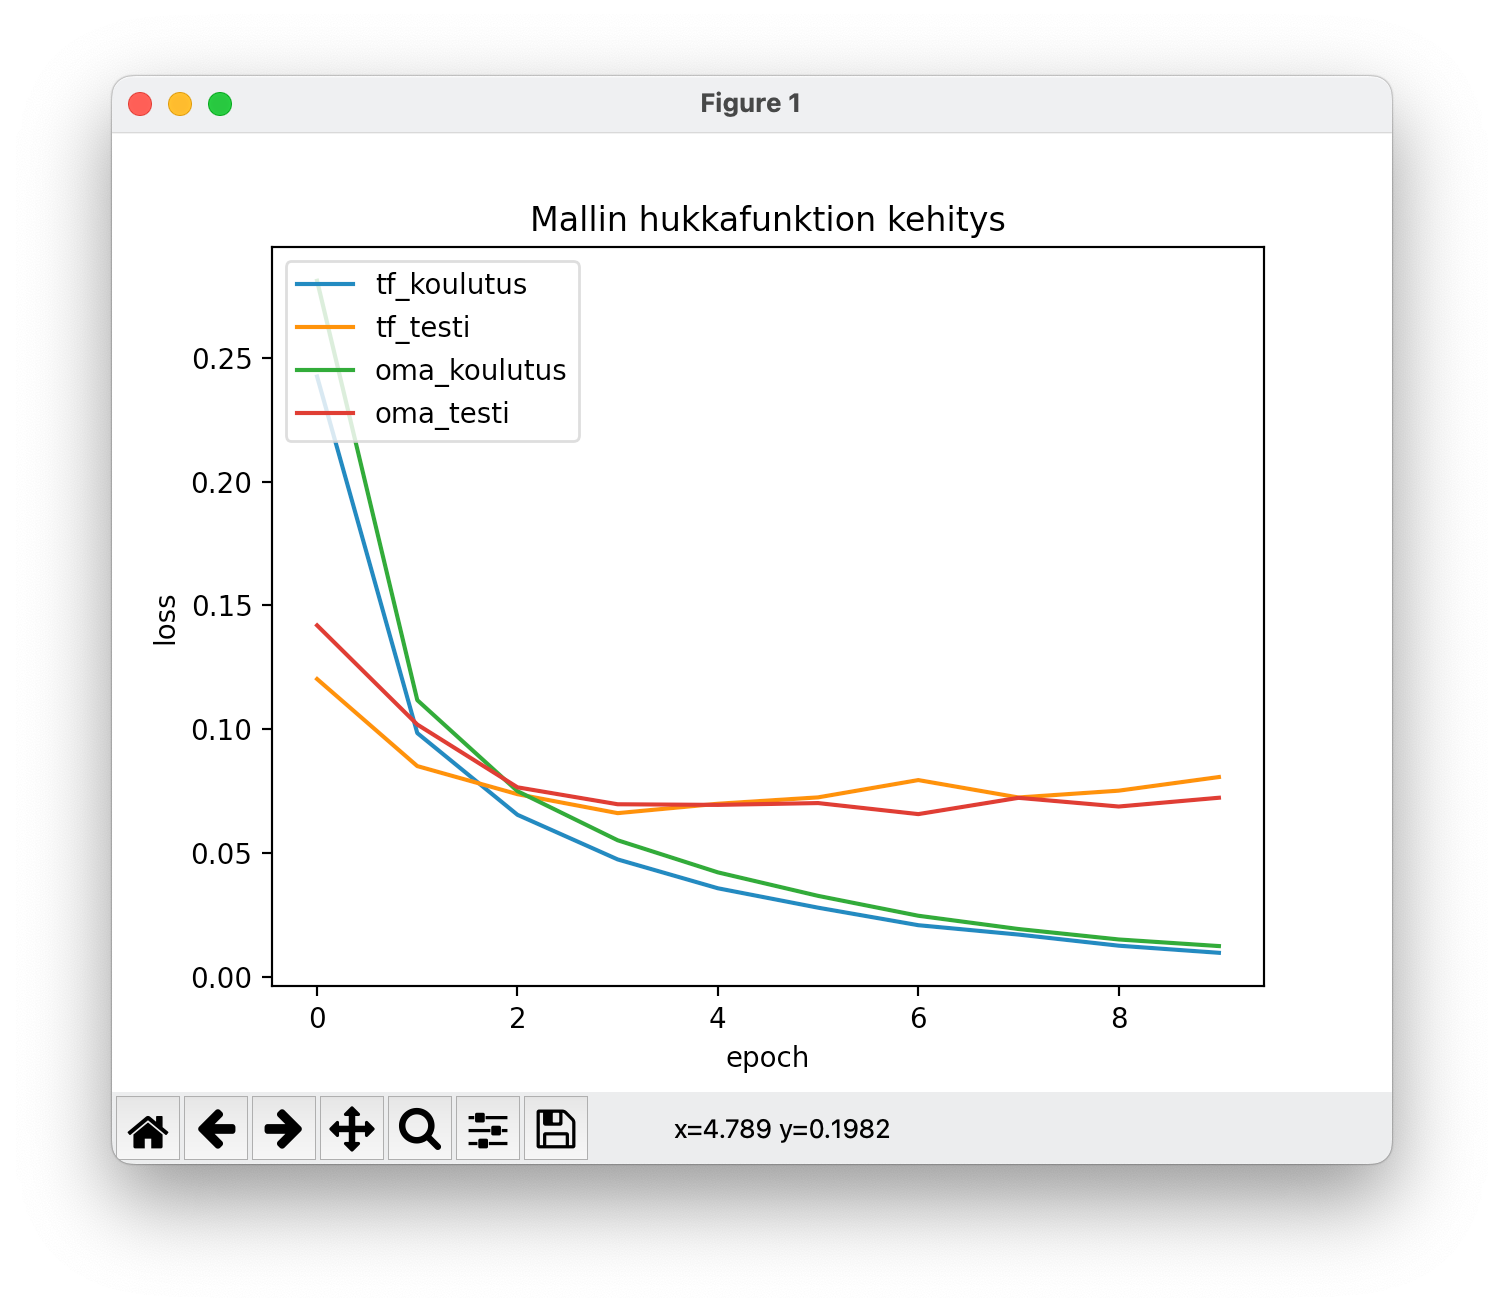 Figure 1
Mallin hukkafunktion kehitys
tf_koulutus
tf_testi
oma_koulutus
oma_testi
0.25
0.20
0.15
0.10
0.05
0.00
loss
0 2 4 6 8
epoch
x=4.789 y=0.1982